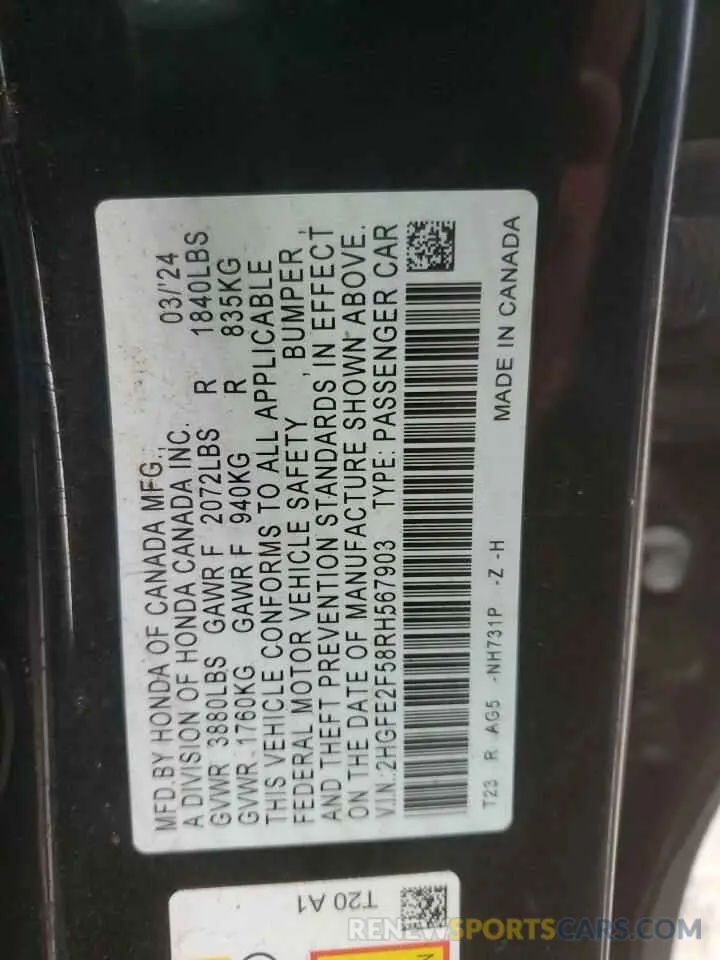 MFD.BY HONDA OF CANADA MFG.,
A DIVISION OF HONDA CANADA INC. 03/'24
GVWR 3880LBS GAWR F 2072LBS R 1840LBS
GVWR 1760KG GAWR F 940KG R 835KG
THIS VEHICLE CONFORMS TO ALL APPLICABLE
FEDERAL MOTOR VEHICLE SAFETY , BUMPER ,
AND THEFT PREVENTION STANDARDS IN EFFECT
ON THE DATE OF MANUFACTURE SHOWN ABOVE.
V.I.N.:2HGFE2F58RH567903 TYPE:PASSENGER CAR
T23 R AG5 -NH731P -Z -H
MADE IN CANADA
T20 A1
RENEWSPORTSCARS.COM